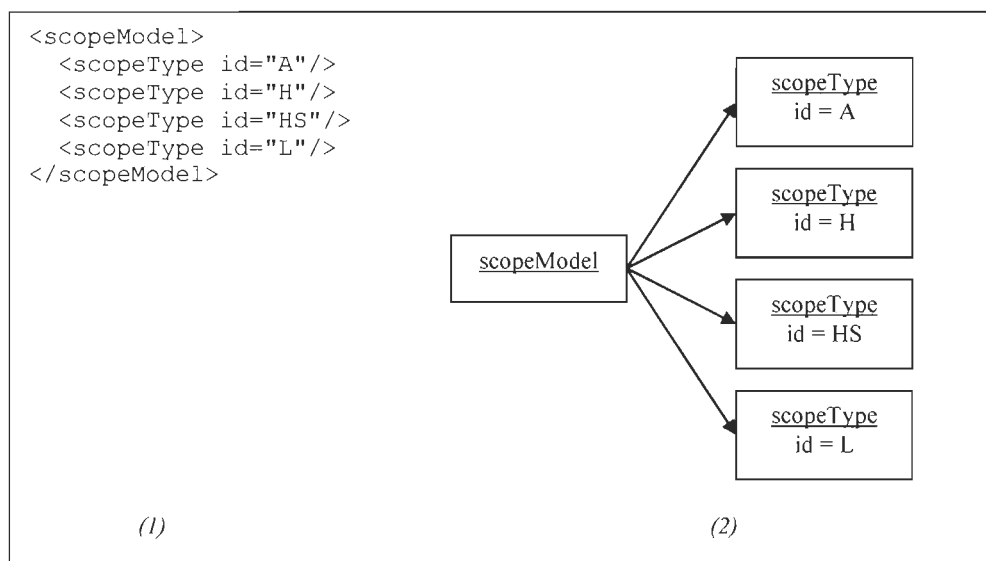 <scopeModel>
  <scopeType id="A"/>
  <scopeType id="H"/>
  <scopeType id="HS"/>
  <scopeType id="L"/>
</scopeModel>
scopeModel
scopeType
id = A
scopeType
id = H
scopeType
id = HS
scopeType
id = L
(1)
(2)